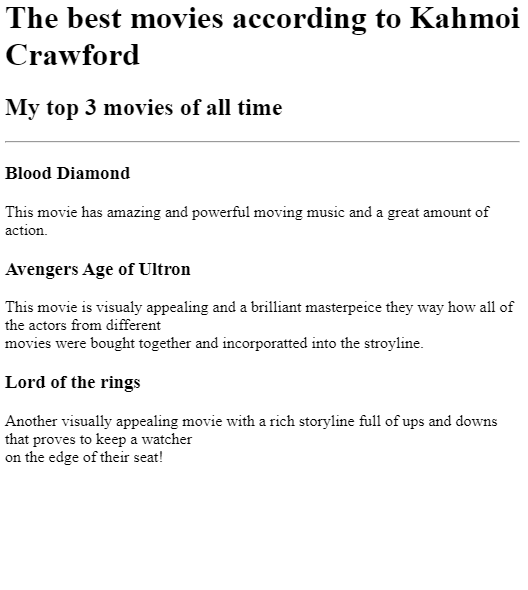 The best movies according to Kahmoi
Crawford
My top 3 movies of all time
Blood Diamond
This movie has amazing and powerful moving music and a great amount of
action.
Avengers Age of Ultron
This movie is visualy appealing and a brilliant masterpeice they way how all of
the actors from different
movies were bought together and incorporatted into the stroyline.
Lord of the rings
Another visually appealing movie with a rich storyline full of ups and downs
that proves to keep a watcher
on the edge of their seat!